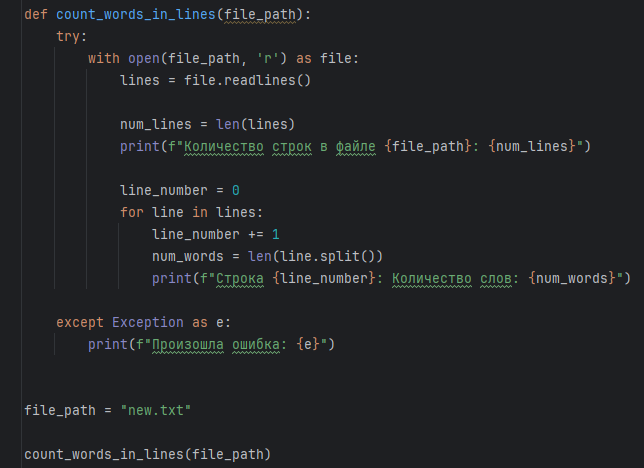 def count_words_in_lines(file_path):
    try:
        with open(file_path, 'r') as file:
            lines = file.readlines()

            num_lines = len(lines)
            print(f"Количество строк в файле {file_path}: {num_lines}")

            line_number = 0
            for line in lines:
                line_number += 1
                num_words = len(line.split())
                print(f"Строка {line_number}: Количество слов: {num_words}")

    except Exception as e:
        print(f"Произошла ошибка: {e}")


file_path = "new.txt"

count_words_in_lines(file_path)